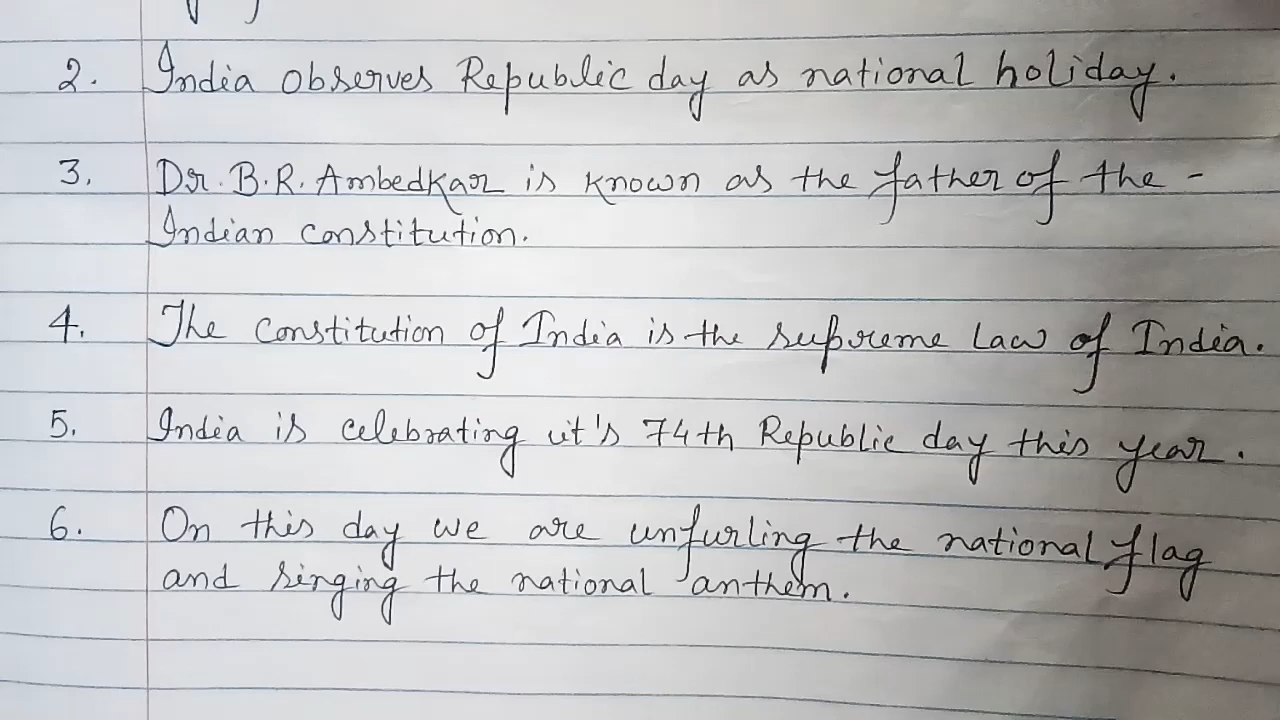 2. India observes Republic day as national holiday.
3. Dr. B.R. Ambedkar is known as the father of the -
Indian constitution.
4. The constitution of India is the supreme law of India.
5. India is celebrating it's 74th Republic day this year.
6. On this day we are unfurling the national flag
and singing the national anthem.